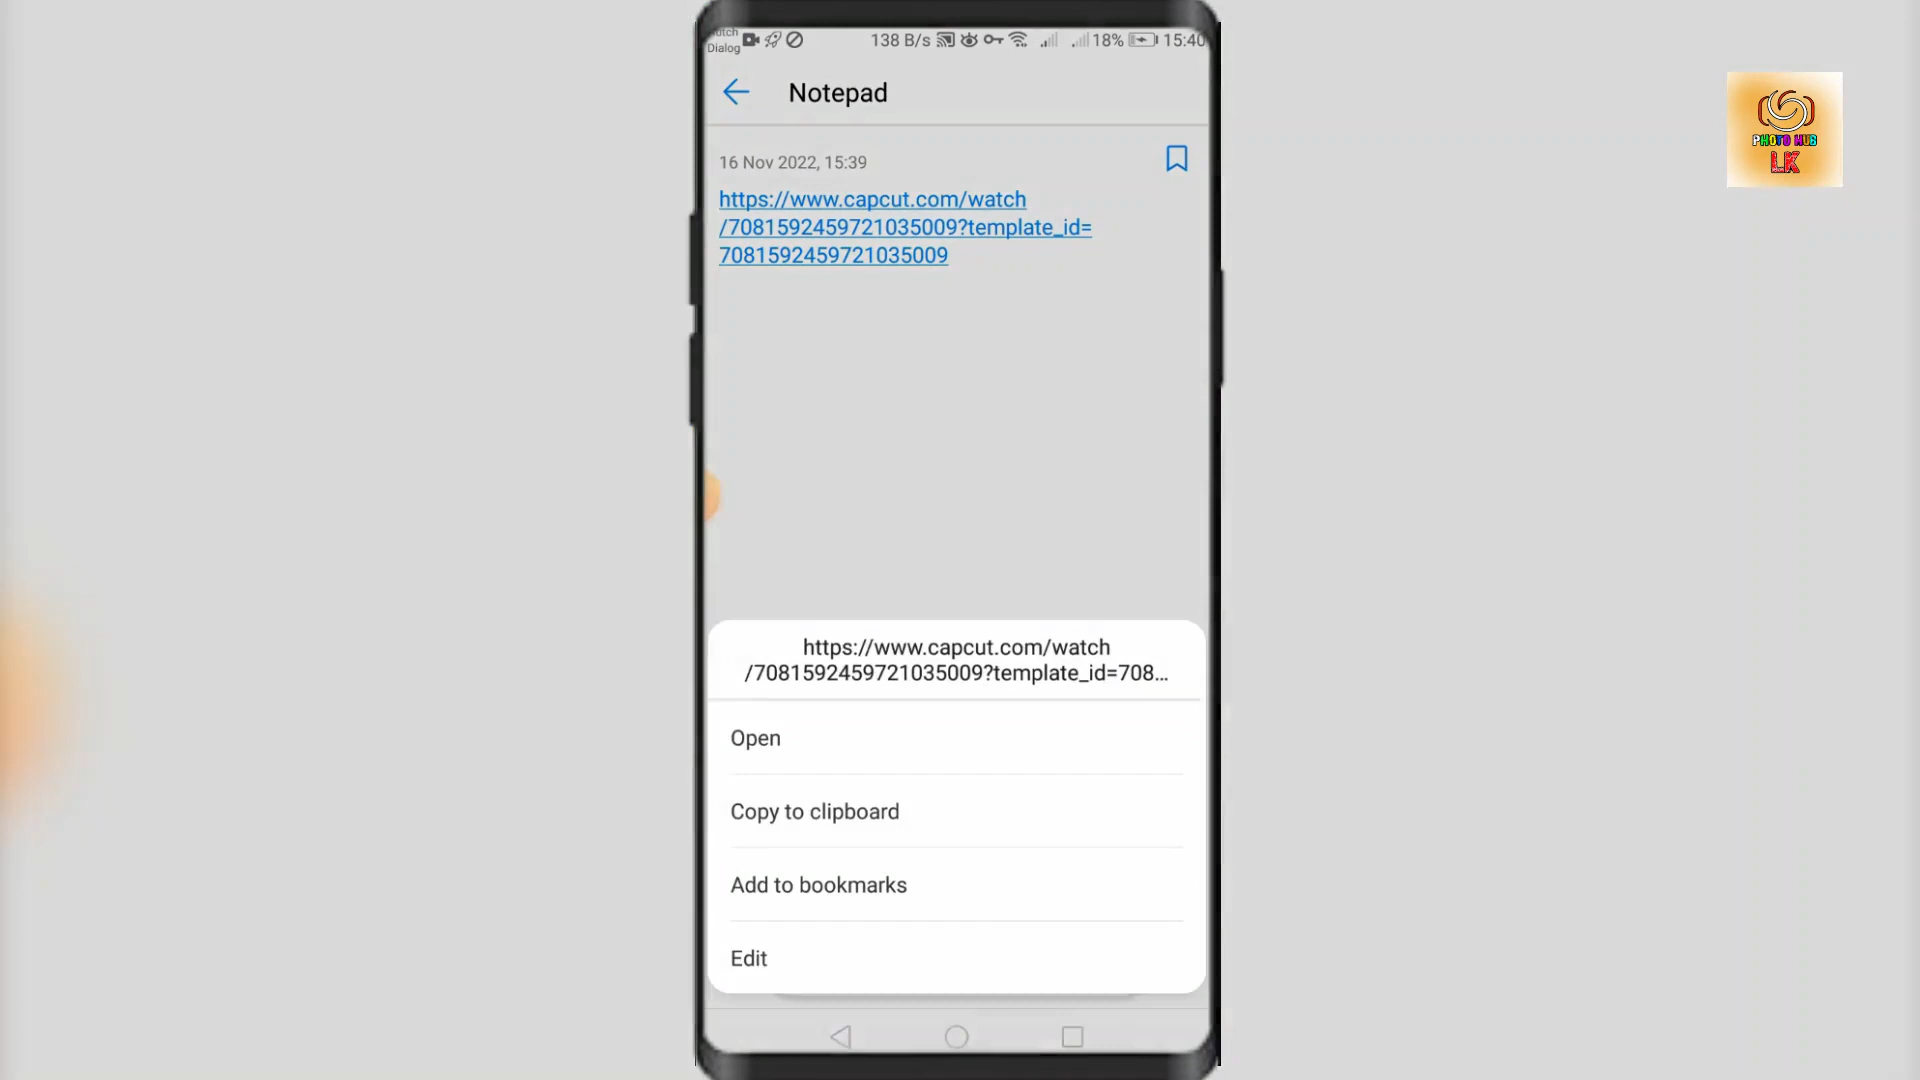 Dialog
138 B/s
18%
15:40
Notepad
16 Nov 2022, 15:39
https://www.capcut.com/watch
/7081592459721035009?template_id=
7081592459721035009
PHOTO HUB
LK
https://www.capcut.com/watch
/7081592459721035009?template_id=708...
Open
Copy to clipboard
Add to bookmarks
Edit